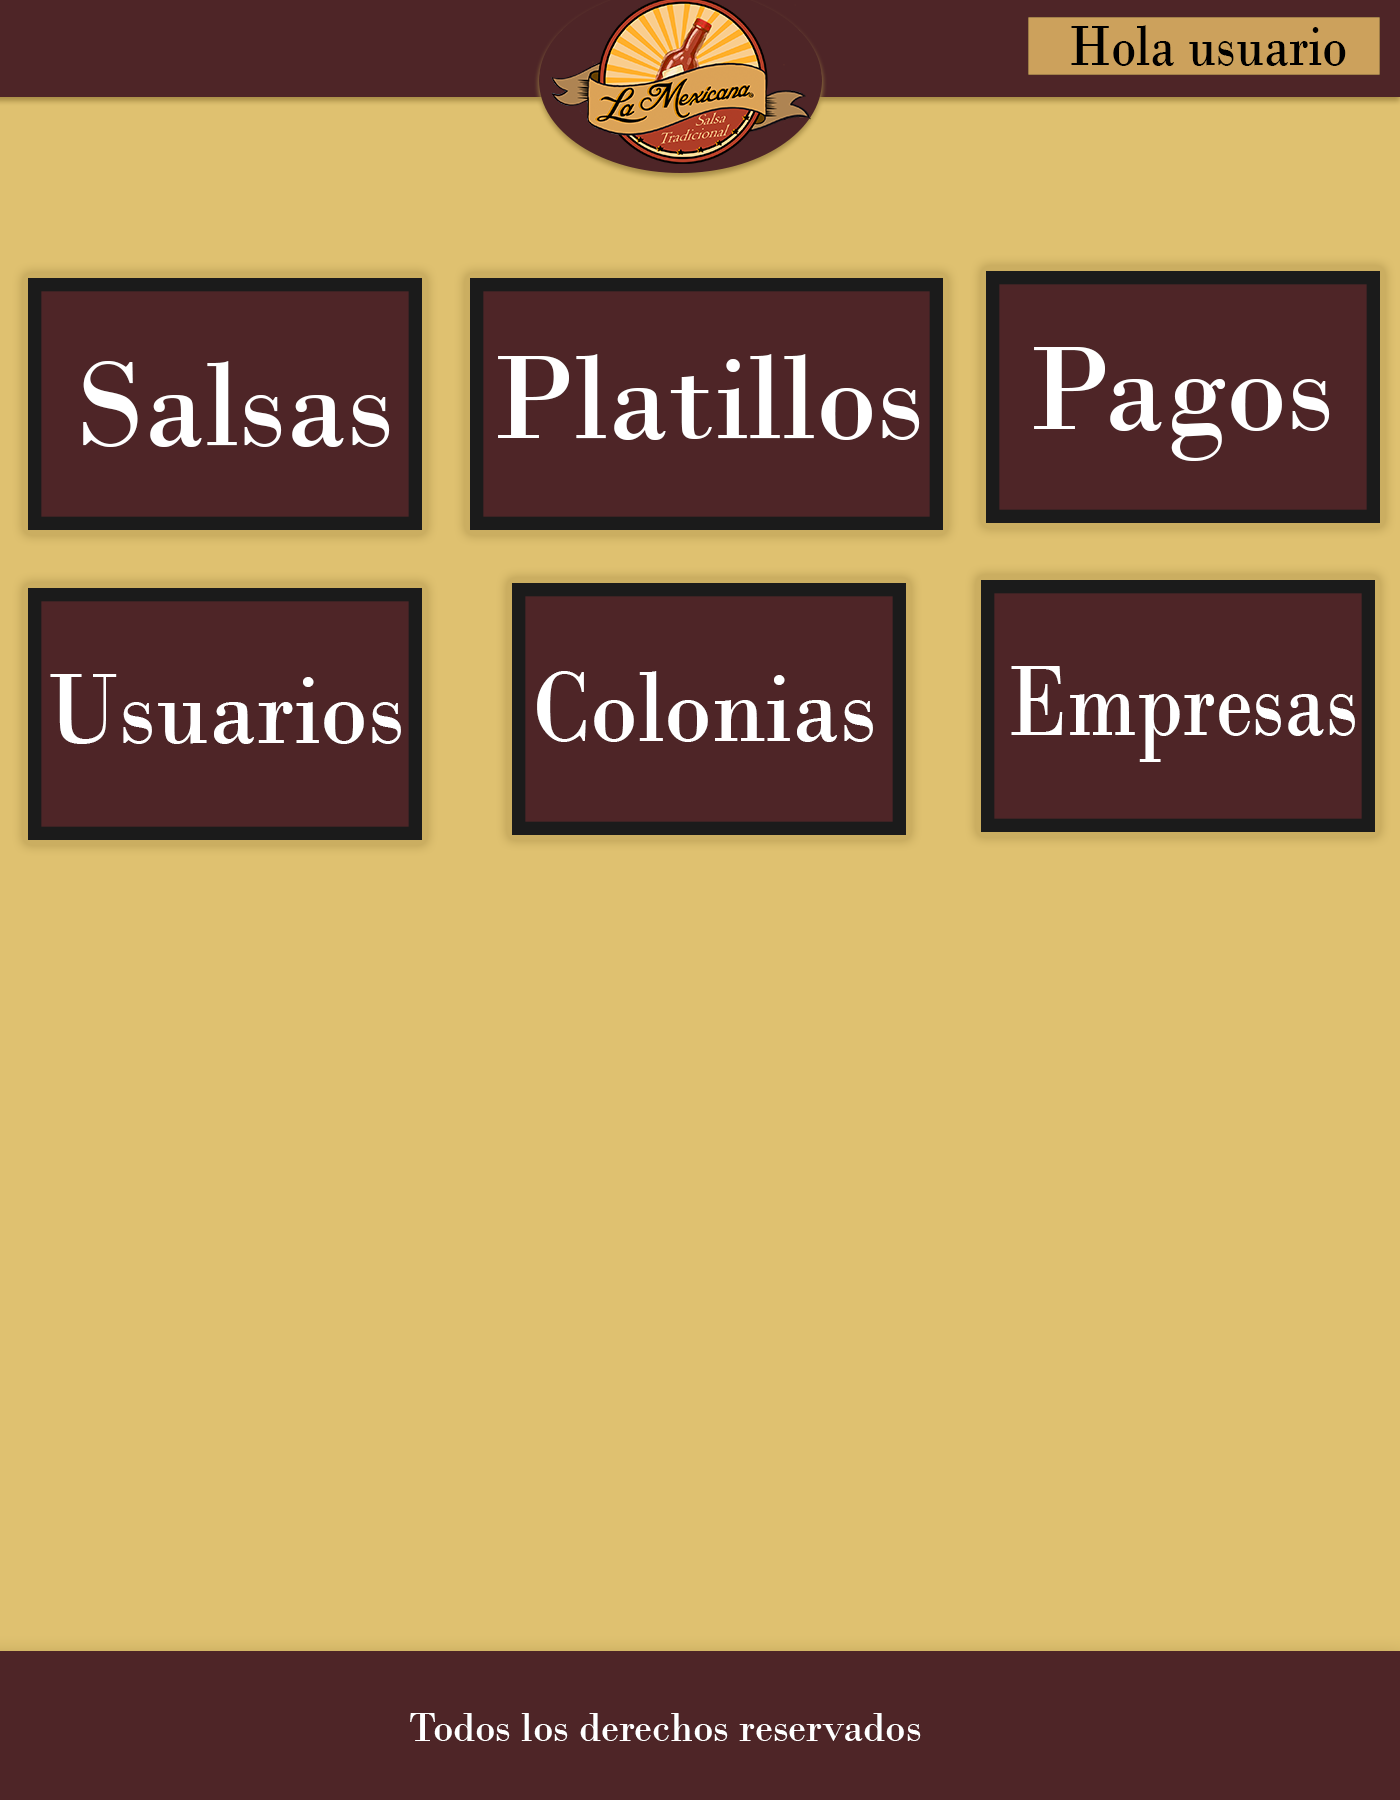 La Mexicana
Salsa
Tradicional
Hola usuario
Salsas
Platillos
Pagos
Usuarios
Colonias
Empresas
Todos los derechos reservados